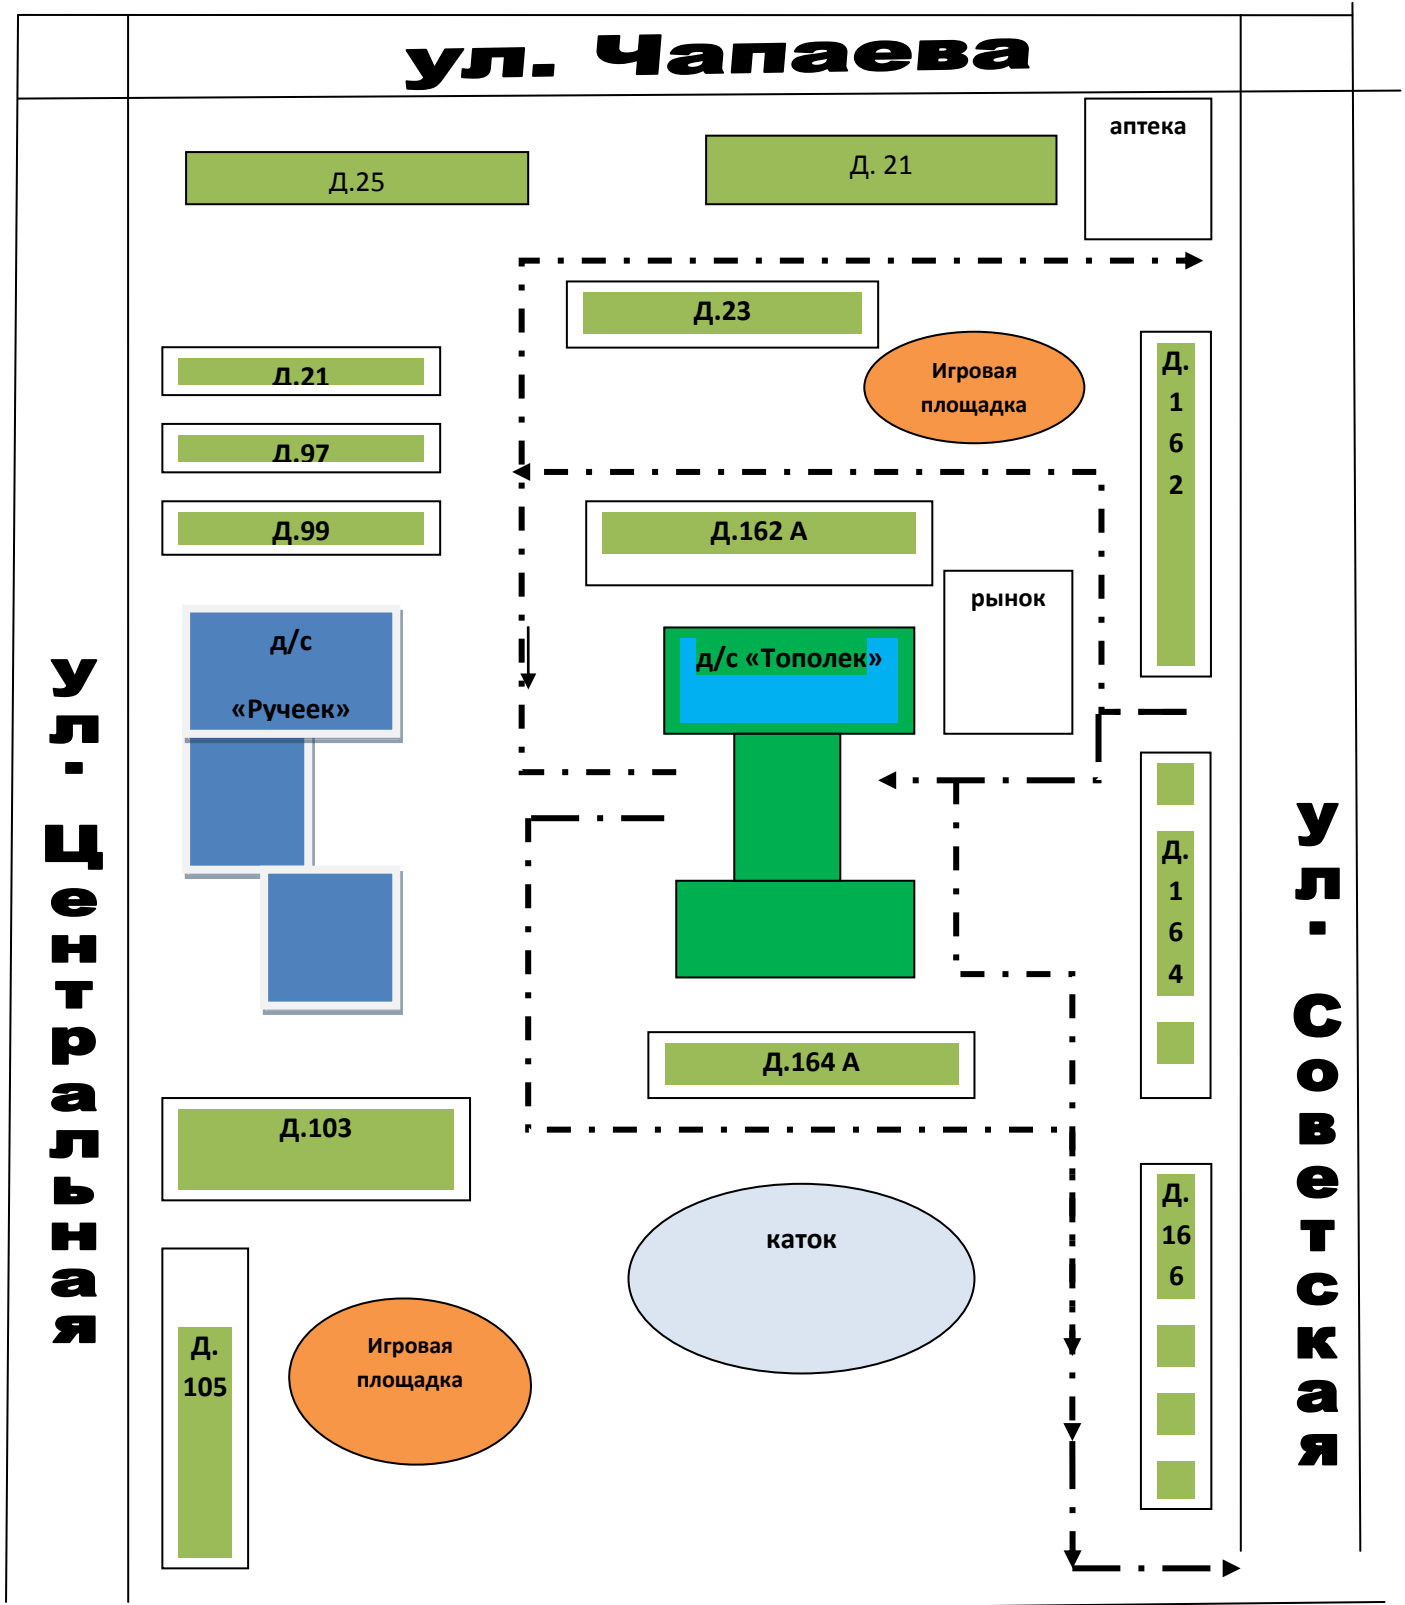 ул. Чапаева
аптека
Д.25
Д. 21
Д.23
Игровая
площадка
Д.
1
6
2
Д.21
Д.97
Д.99
Д.162 А
рынок
д/с
«Ручеек»
д/с «Тополек»
ул. Центральная
Д.
1
6
4
ул. Советская
Д.164 А
Д.103
Д.
16
6
каток
Д.
105
Игровая
площадка